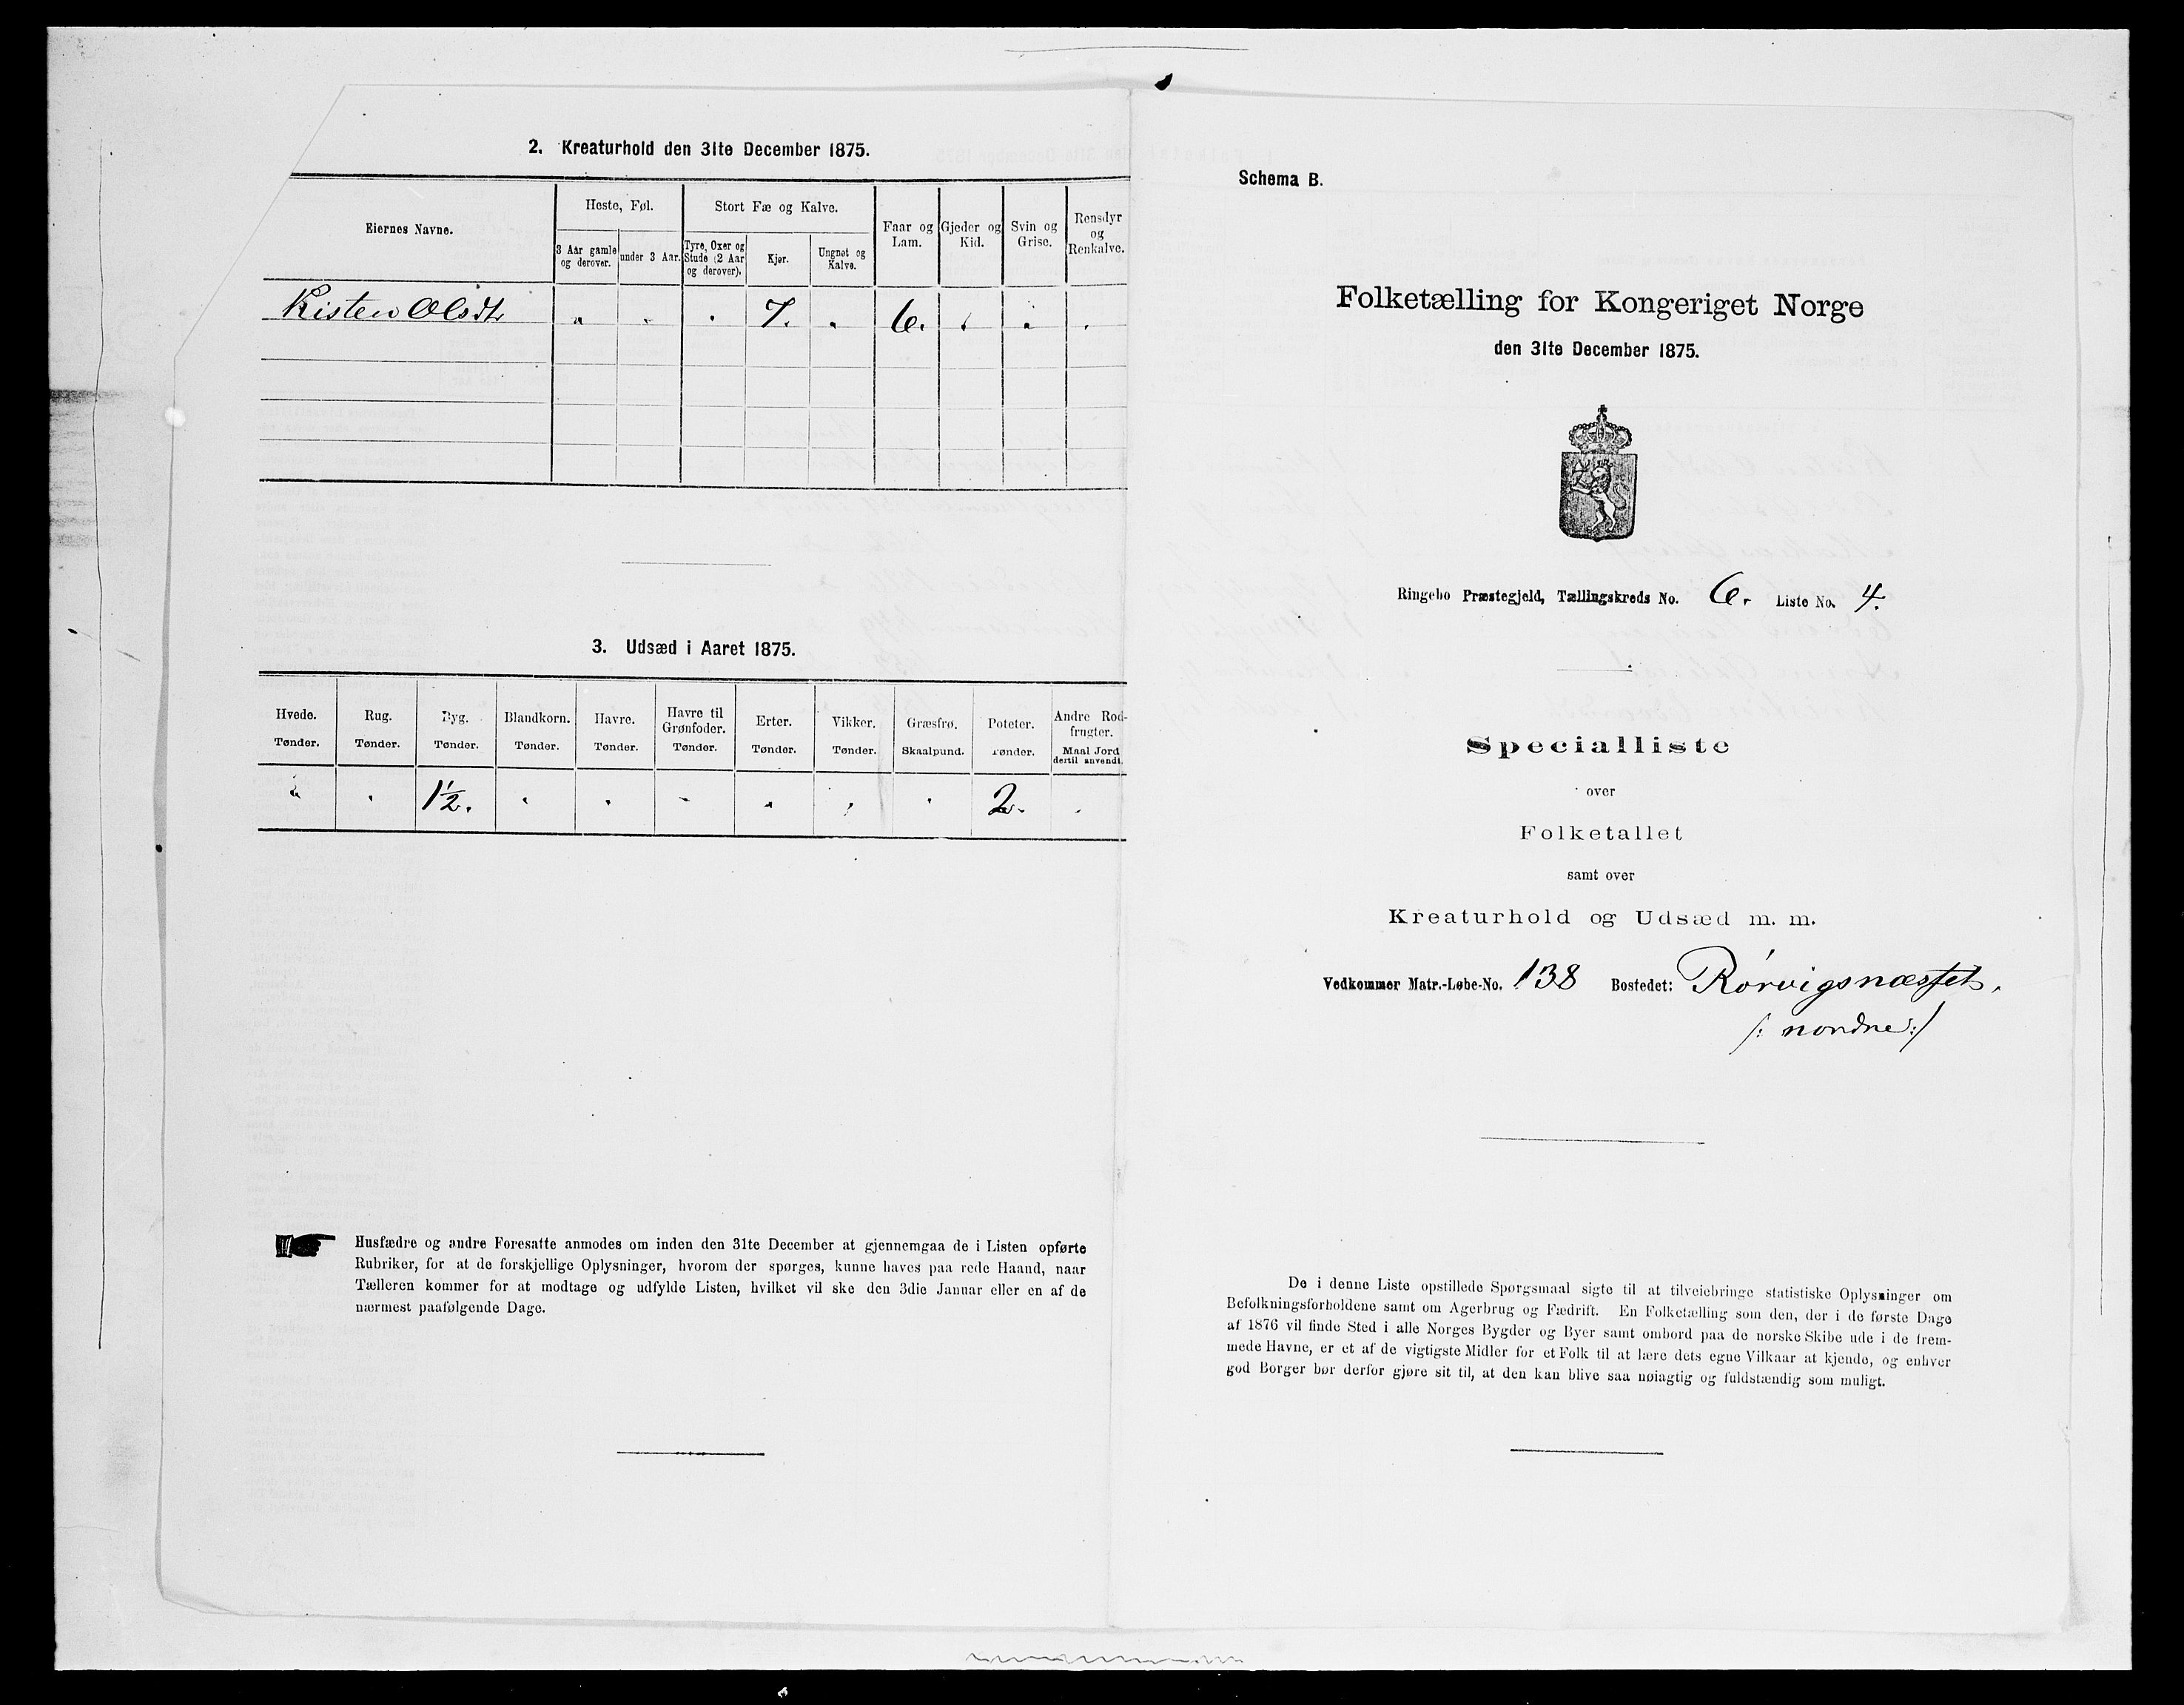 2. Kreaturhold den 31te December 1875.
Eiernes Navne.
Heste, Føl.
Stort Fæ og Kalve.
Faar og Lam.
Gjeder og Kid.
Svin og Grise.
Rensdyr og Renkalve.
3 Aar gamle og derover.
under 3 Aar.
Tyre, Oxer og Stude (2 Aar og derover).
Kjør.
Ungnøt og Kalve.
Kisten Olsdtr " " " 7. " 6. " " "
3. Udsæd i Aaret 1875.
Hvede. Rug. Byg. Blandkorn. Havre. Havre til Grønfoder. Erter. Vikker. Græsfrø. Poteter. Andre Rodfrugter.
Tønder. Tønder. Tønder. Tønder. Tønder. Tønder. Tønder. Tønder. Skaalpund. Tønder. Maal Jord dertil anvendt.
" " 1½. " " " " " " 2. "
Husfædre og andre Foresatte anmodes om inden den 31te December at gjennemgaa de i Listen opførte
Rubriker, for at de forskjellige Oplysninger, hvorom der spørges, kunne haves paa rede Haand, naar
Tælleren kommer for at modtage og udfylde Listen, hvilket vil ske den 3die Januar eller en af de
nærmest paafølgende Dage.
Schema B.
Folketælling for Kongeriget Norge
den 31te December 1875.
Ringebo Præstegjeld, Tællingskreds No. 6. Liste No. 4.
Specialliste
over
Folketallet
samt over
Kreaturhold og Udsæd m. m.
Vedkommer Matr.-Løbe-No. 138 Bostedet: Rørvigsnæsset.
/: nordre :/
De i denne Liste opstillede Spørgsmaal sigte til at tilveiebringe statistiske Oplysninger om
Befolkningsforholdene samt om Agerbrug og Fædrift. En Folketælling som den, der i de første Dage
af 1876 vil finde Sted i alle Norges Bygder og Byer samt ombord paa de norske Skibe ude i de frem-
mede Havne, er et af de vigtigste Midler for et Folk til at lære dets egne Vilkaar at kjende, og enhver
god Borger bør derfor gjøre sit til, at den kan blive saa nøiagtig og fuldstændig som muligt.